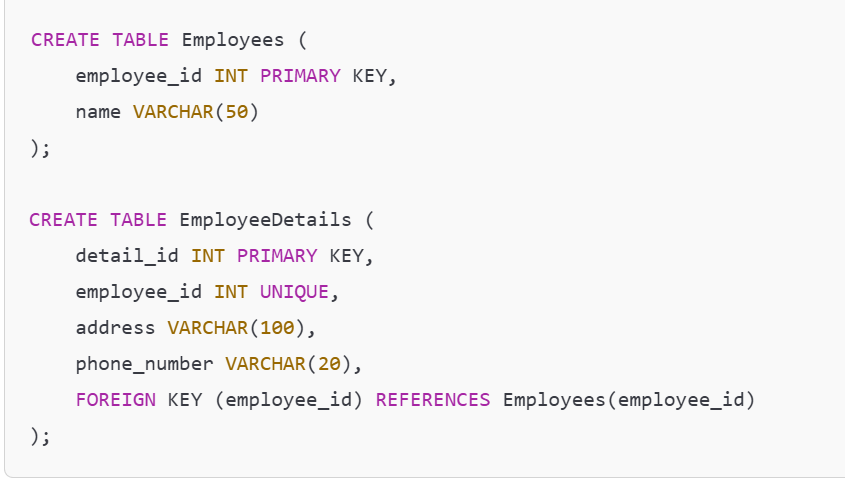 CREATE TABLE Employees (
    employee_id INT PRIMARY KEY,
    name VARCHAR(50)
);

CREATE TABLE EmployeeDetails (
    detail_id INT PRIMARY KEY,
    employee_id INT UNIQUE,
    address VARCHAR(100),
    phone_number VARCHAR(20),
    FOREIGN KEY (employee_id) REFERENCES Employees(employee_id)
);